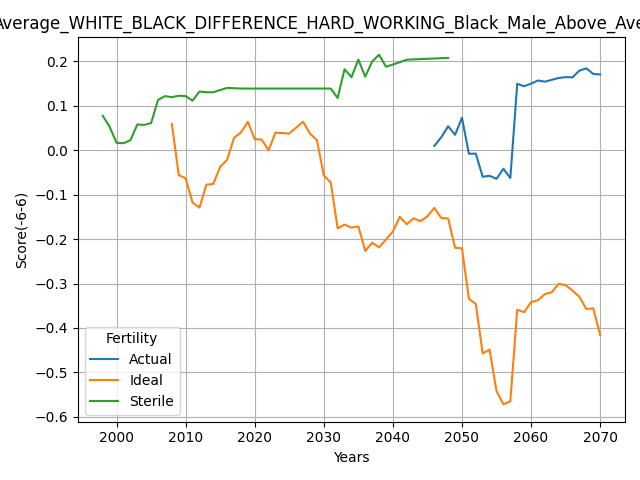 Average_WHITE_BLACK_DIFFERENCE_HARD_WORKING_Black_Male_Above_Ave
0.2
0.1
0.0
−0.1
−0.2
−0.3
−0.4
−0.5
−0.6
Score(-6-6)
Fertility
Actual
Ideal
Sterile
2000 2010 2020 2030 2040 2050 2060 2070
Years